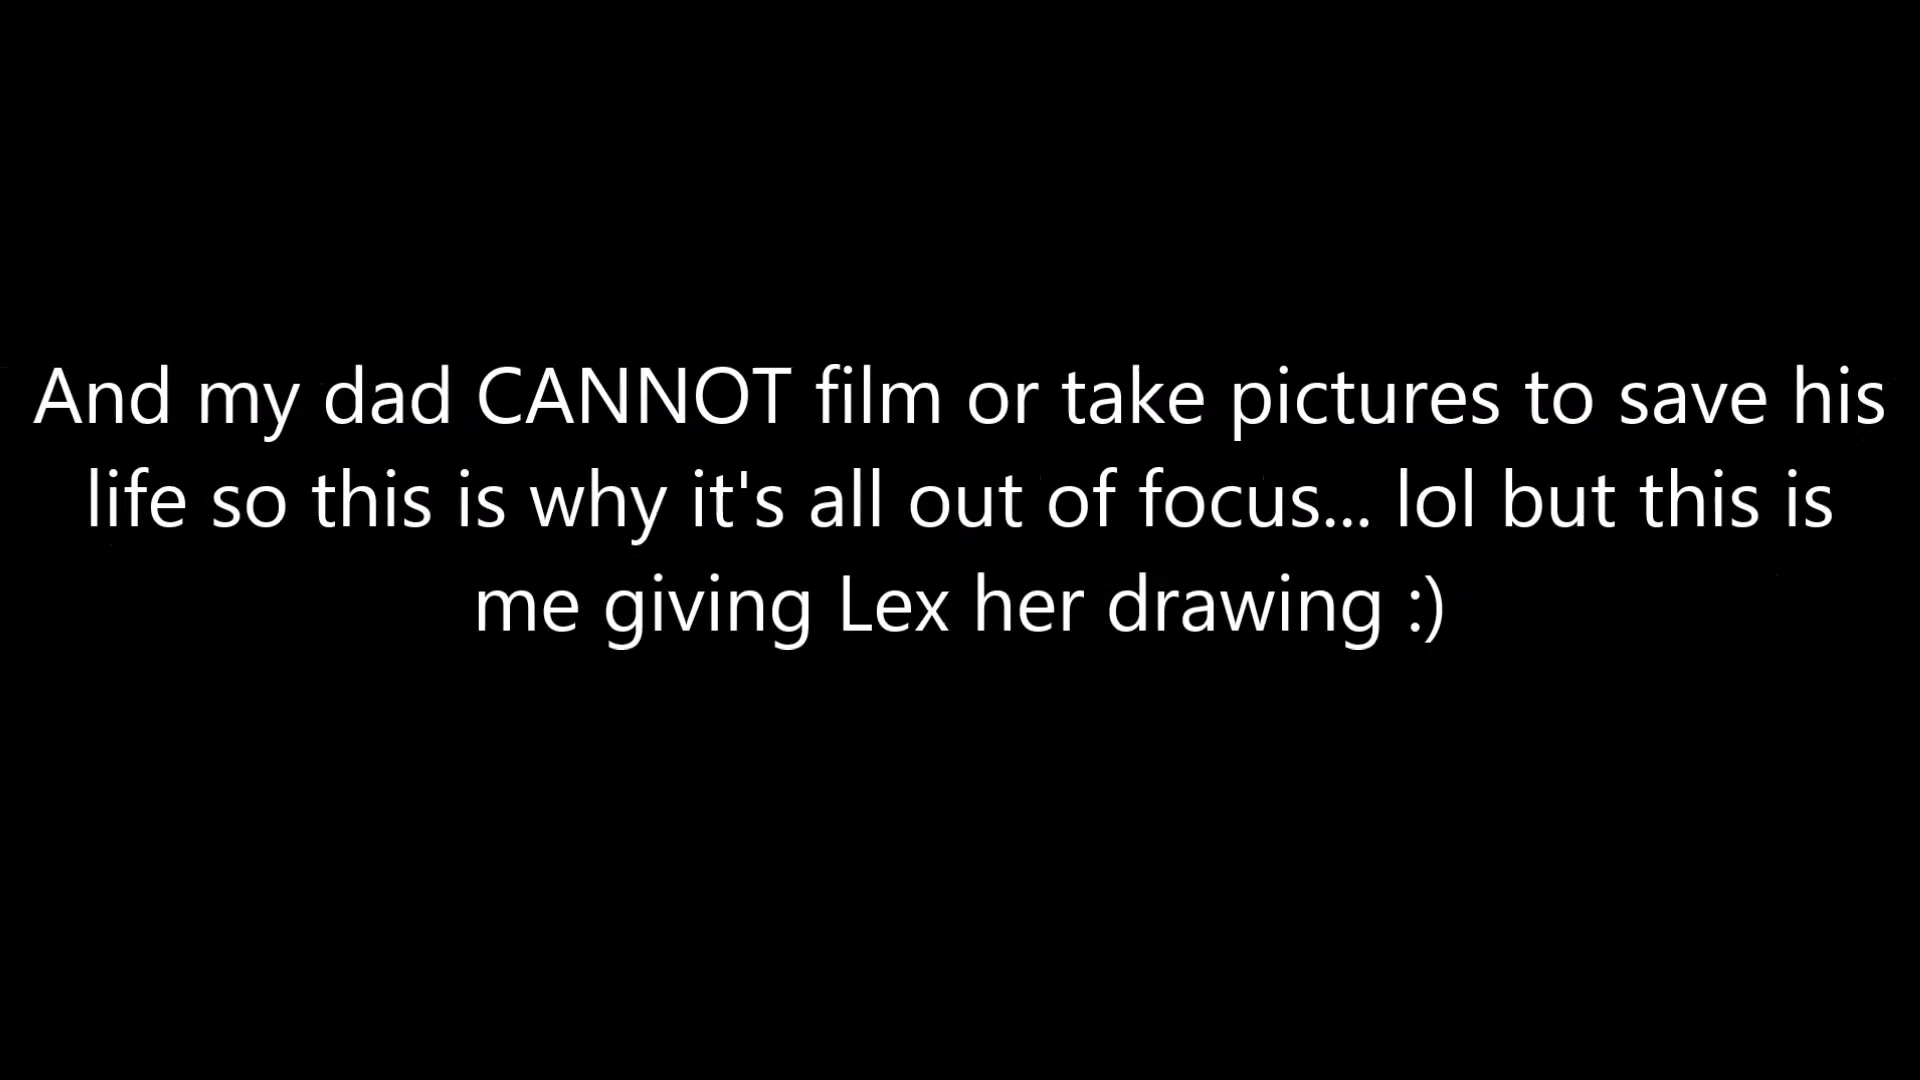 And my dad CANNOT film or take pictures to save his
life so this is why it's all out of focus... lol but this is
me giving Lex her drawing :)